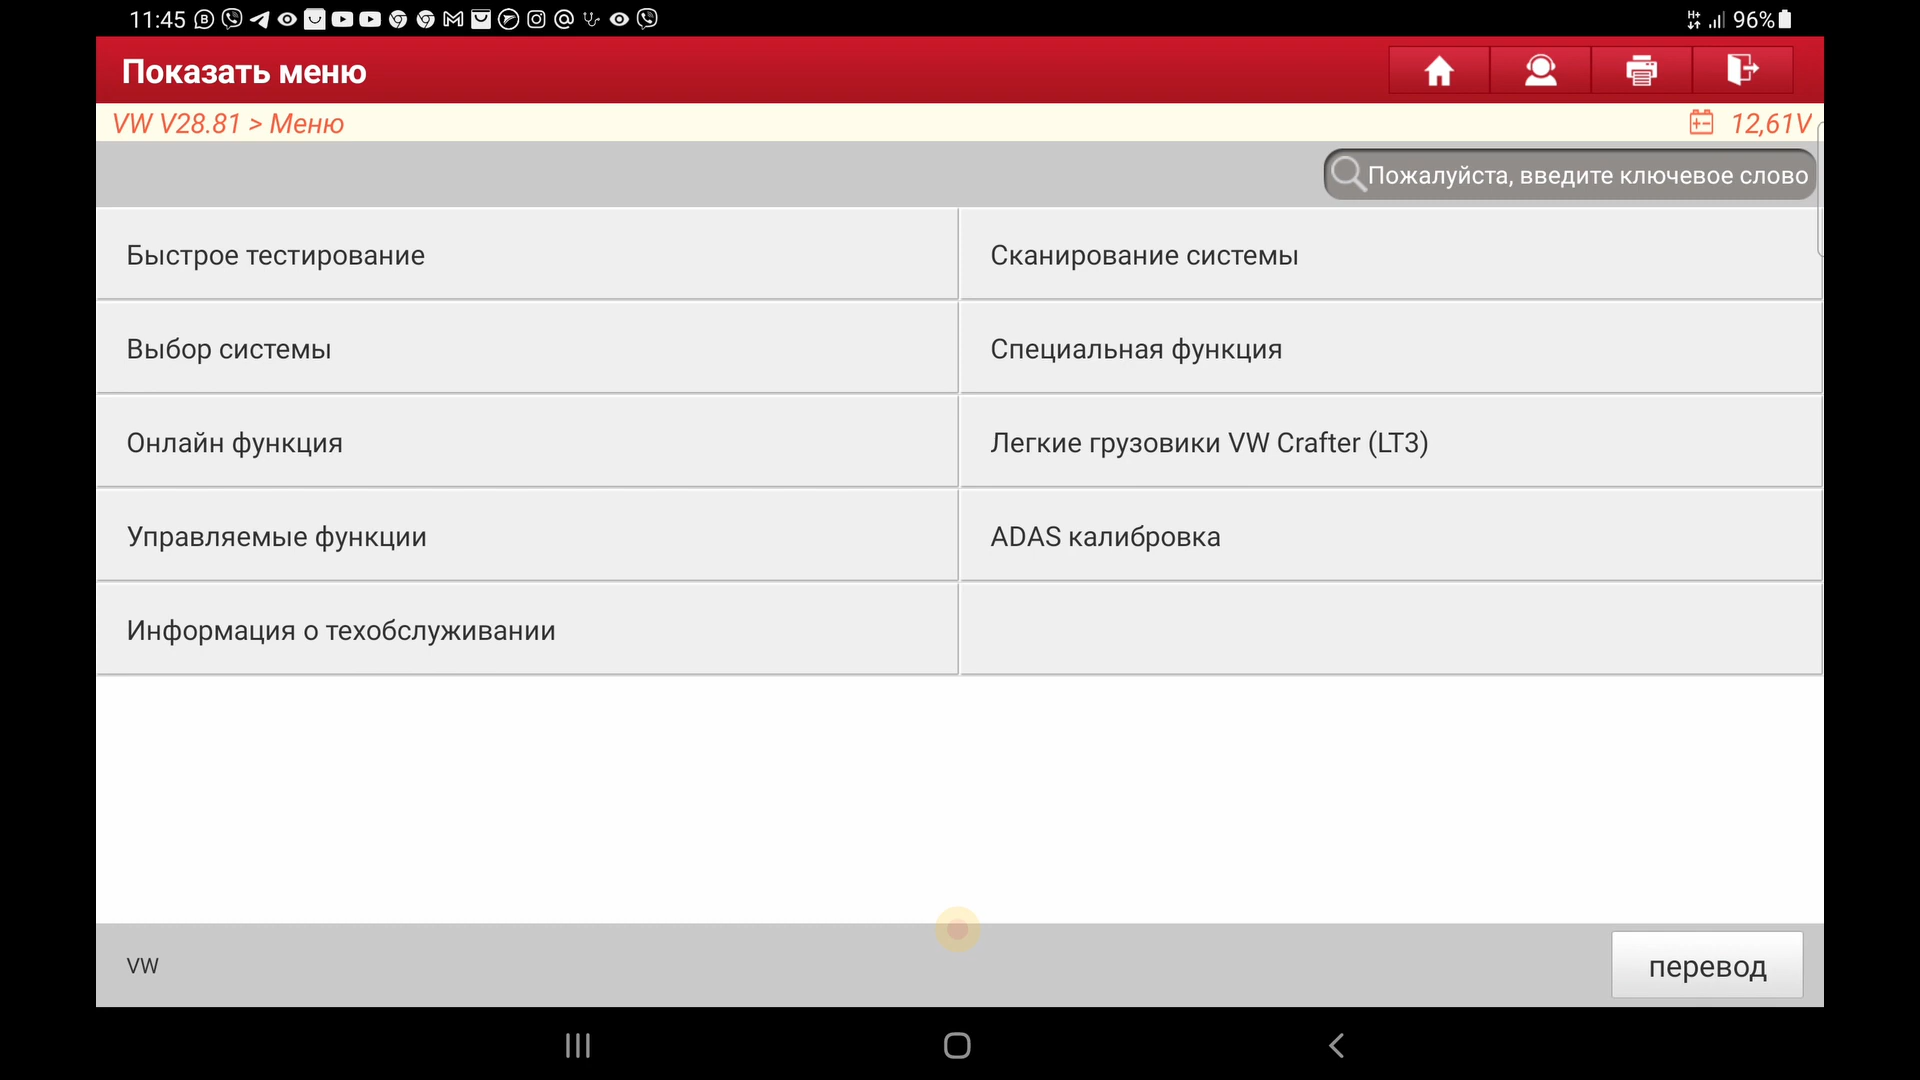 11:45
96%
Показать меню
VW V28.81 > Меню
12,61V
Пожалуйста, введите ключевое слово
Быстрое тестирование
Сканирование системы
Выбор системы
Специальная функция
Онлайн функция
Легкие грузовики VW Crafter (LT3)
Управляемые функции
ADAS калибровка
Информация о техобслуживании
VW
перевод